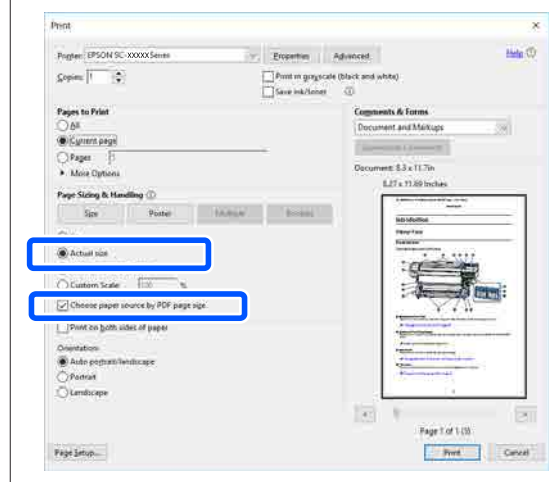 Print
Printer: EPSON SC-XXXXX Series Properties Advanced Help
Copies: 1 Print in grayscale (black and white)
Save ink/toner
Pages to Print Comments & Forms
All Document and Markups
Current page
Pages
More Options Document: 8.3 x 11.7in
8.27 x 11.69 Inches
Page Sizing & Handling
Size Poster Multiple Booklet
Actual size
Custom Scale: 100 %
Choose paper source by PDF page size
Print on both sides of paper
Orientation:
Auto portrait/landscape
Portrait
Landscape
Introduction
< >
Page 1 of 1 (3)
Page Setup... Print Cancel